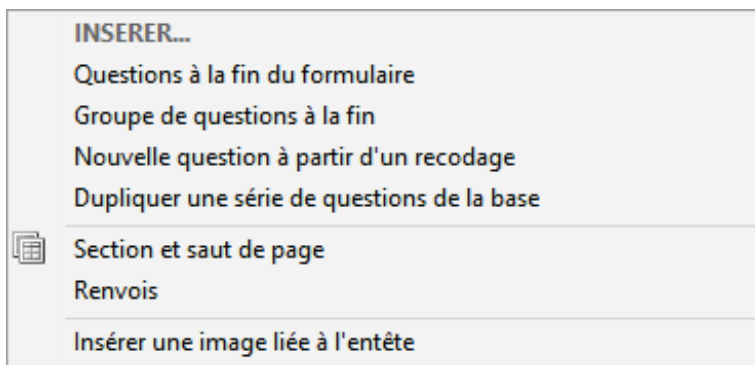 INSERER...
Questions à la fin du formulaire
Groupe de questions à la fin
Nouvelle question à partir d'un recodage
Dupliquer une série de questions de la base
Section et saut de page
Renvois
Insérer une image liée à l'entête